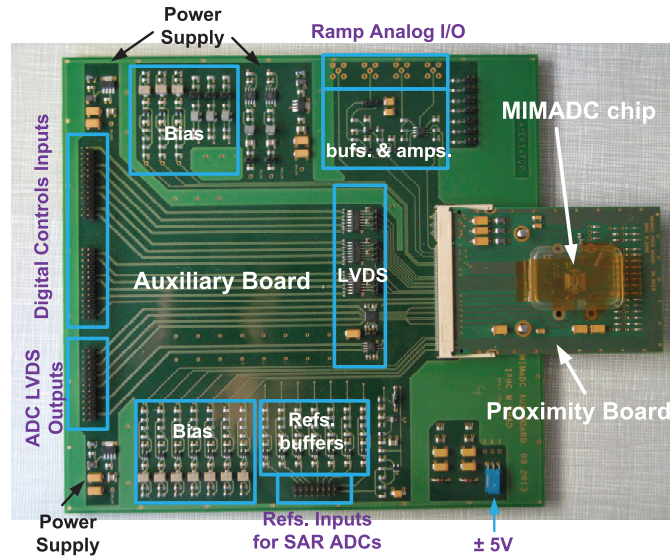 Power
Supply
Ramp Analog I/O
MIMADC chip
Bias
bufs. & amps.
Digital Controls Inputs
Auxiliary Board
LVDS
ADC LVDS
Outputs
Proximity Board
Bias
Refs.
buffers
Power
Supply
Refs. Inputs
for SAR ADCs
± 5V